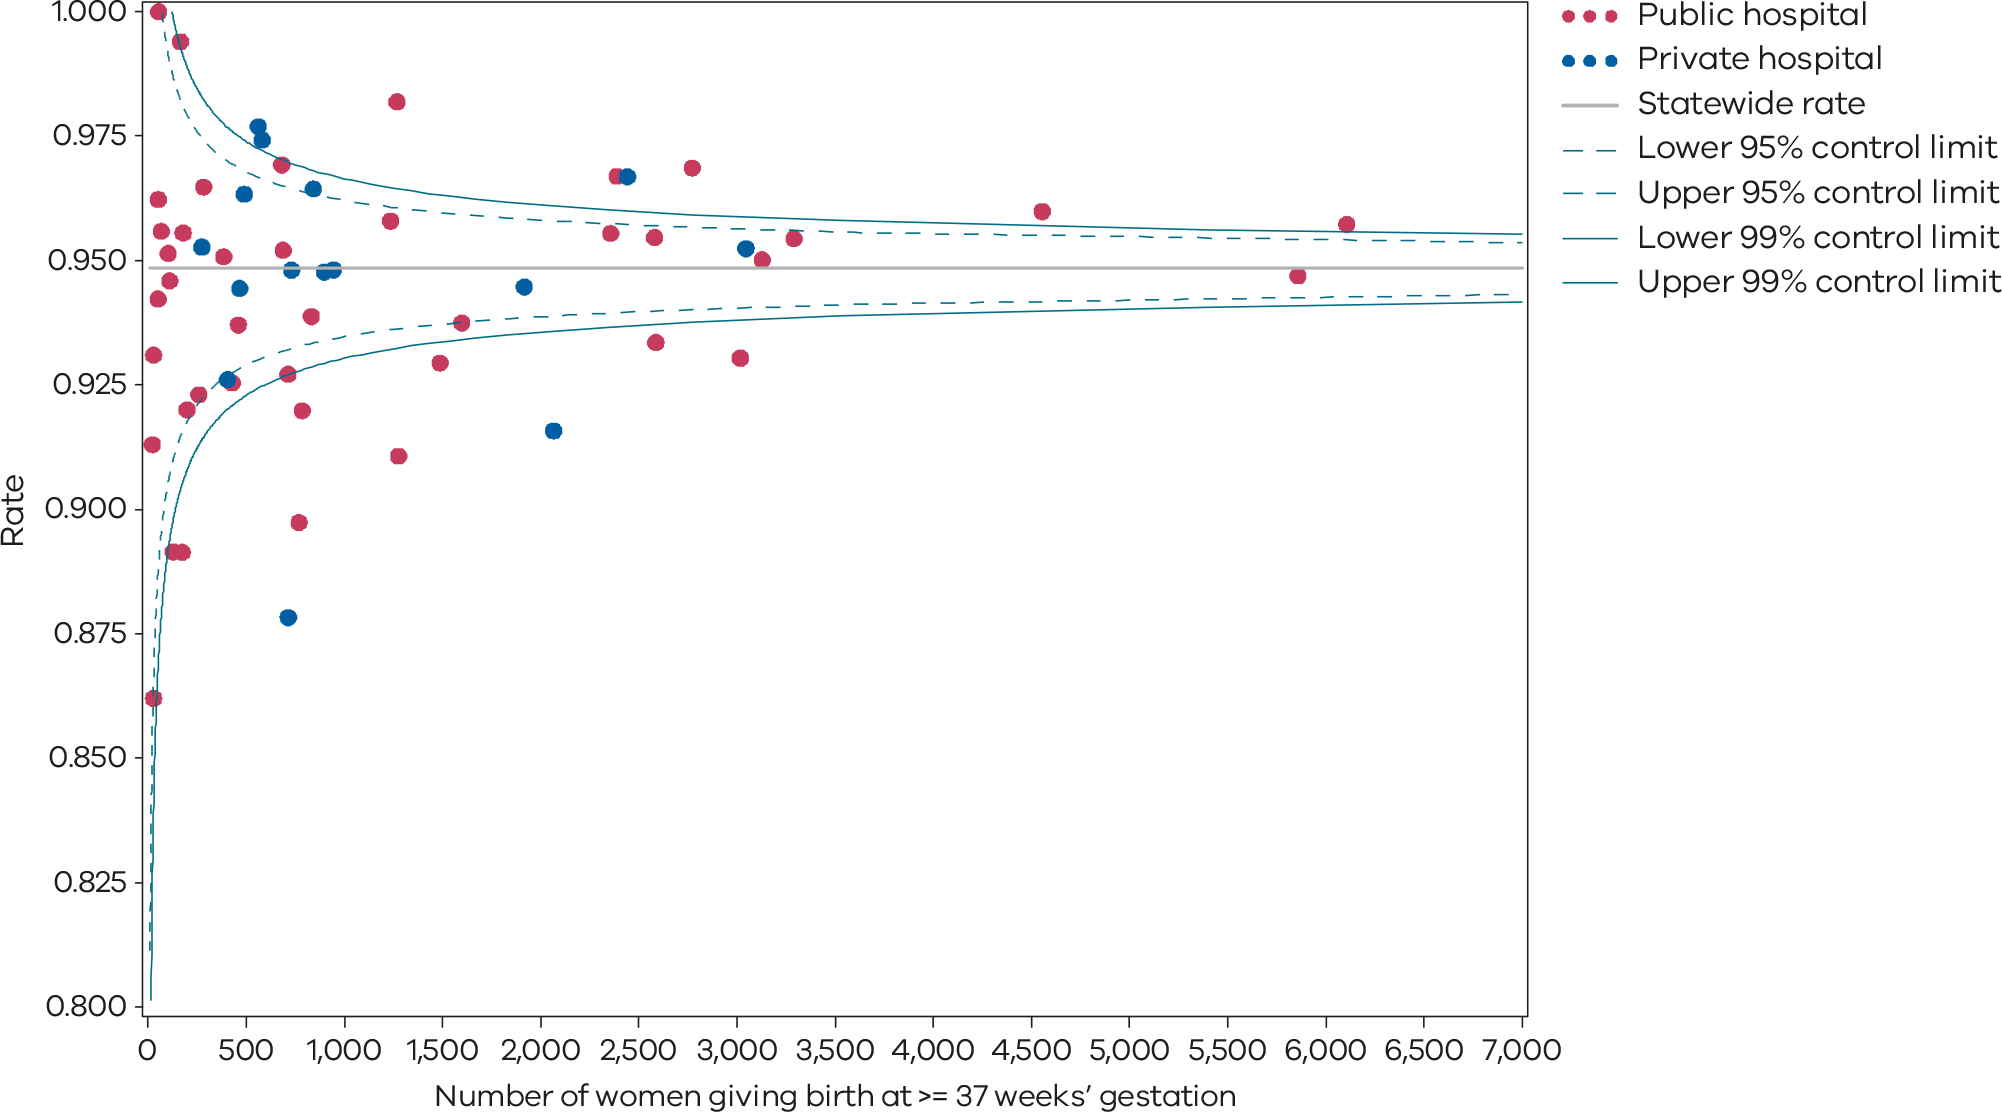 1.000
0.975
0.950
0.925
0.900
0.875
0.850
0.825
0.800
Rate
0 500 1,000 1,500 2,000 2,500 3,000 3,500 4,000 4,500 5,000 5,500 6,000 6,500 7,000
Number of women giving birth at >= 37 weeks’ gestation
Public hospital
Private hospital
Statewide rate
Lower 95% control limit
Upper 95% control limit
Lower 99% control limit
Upper 99% control limit